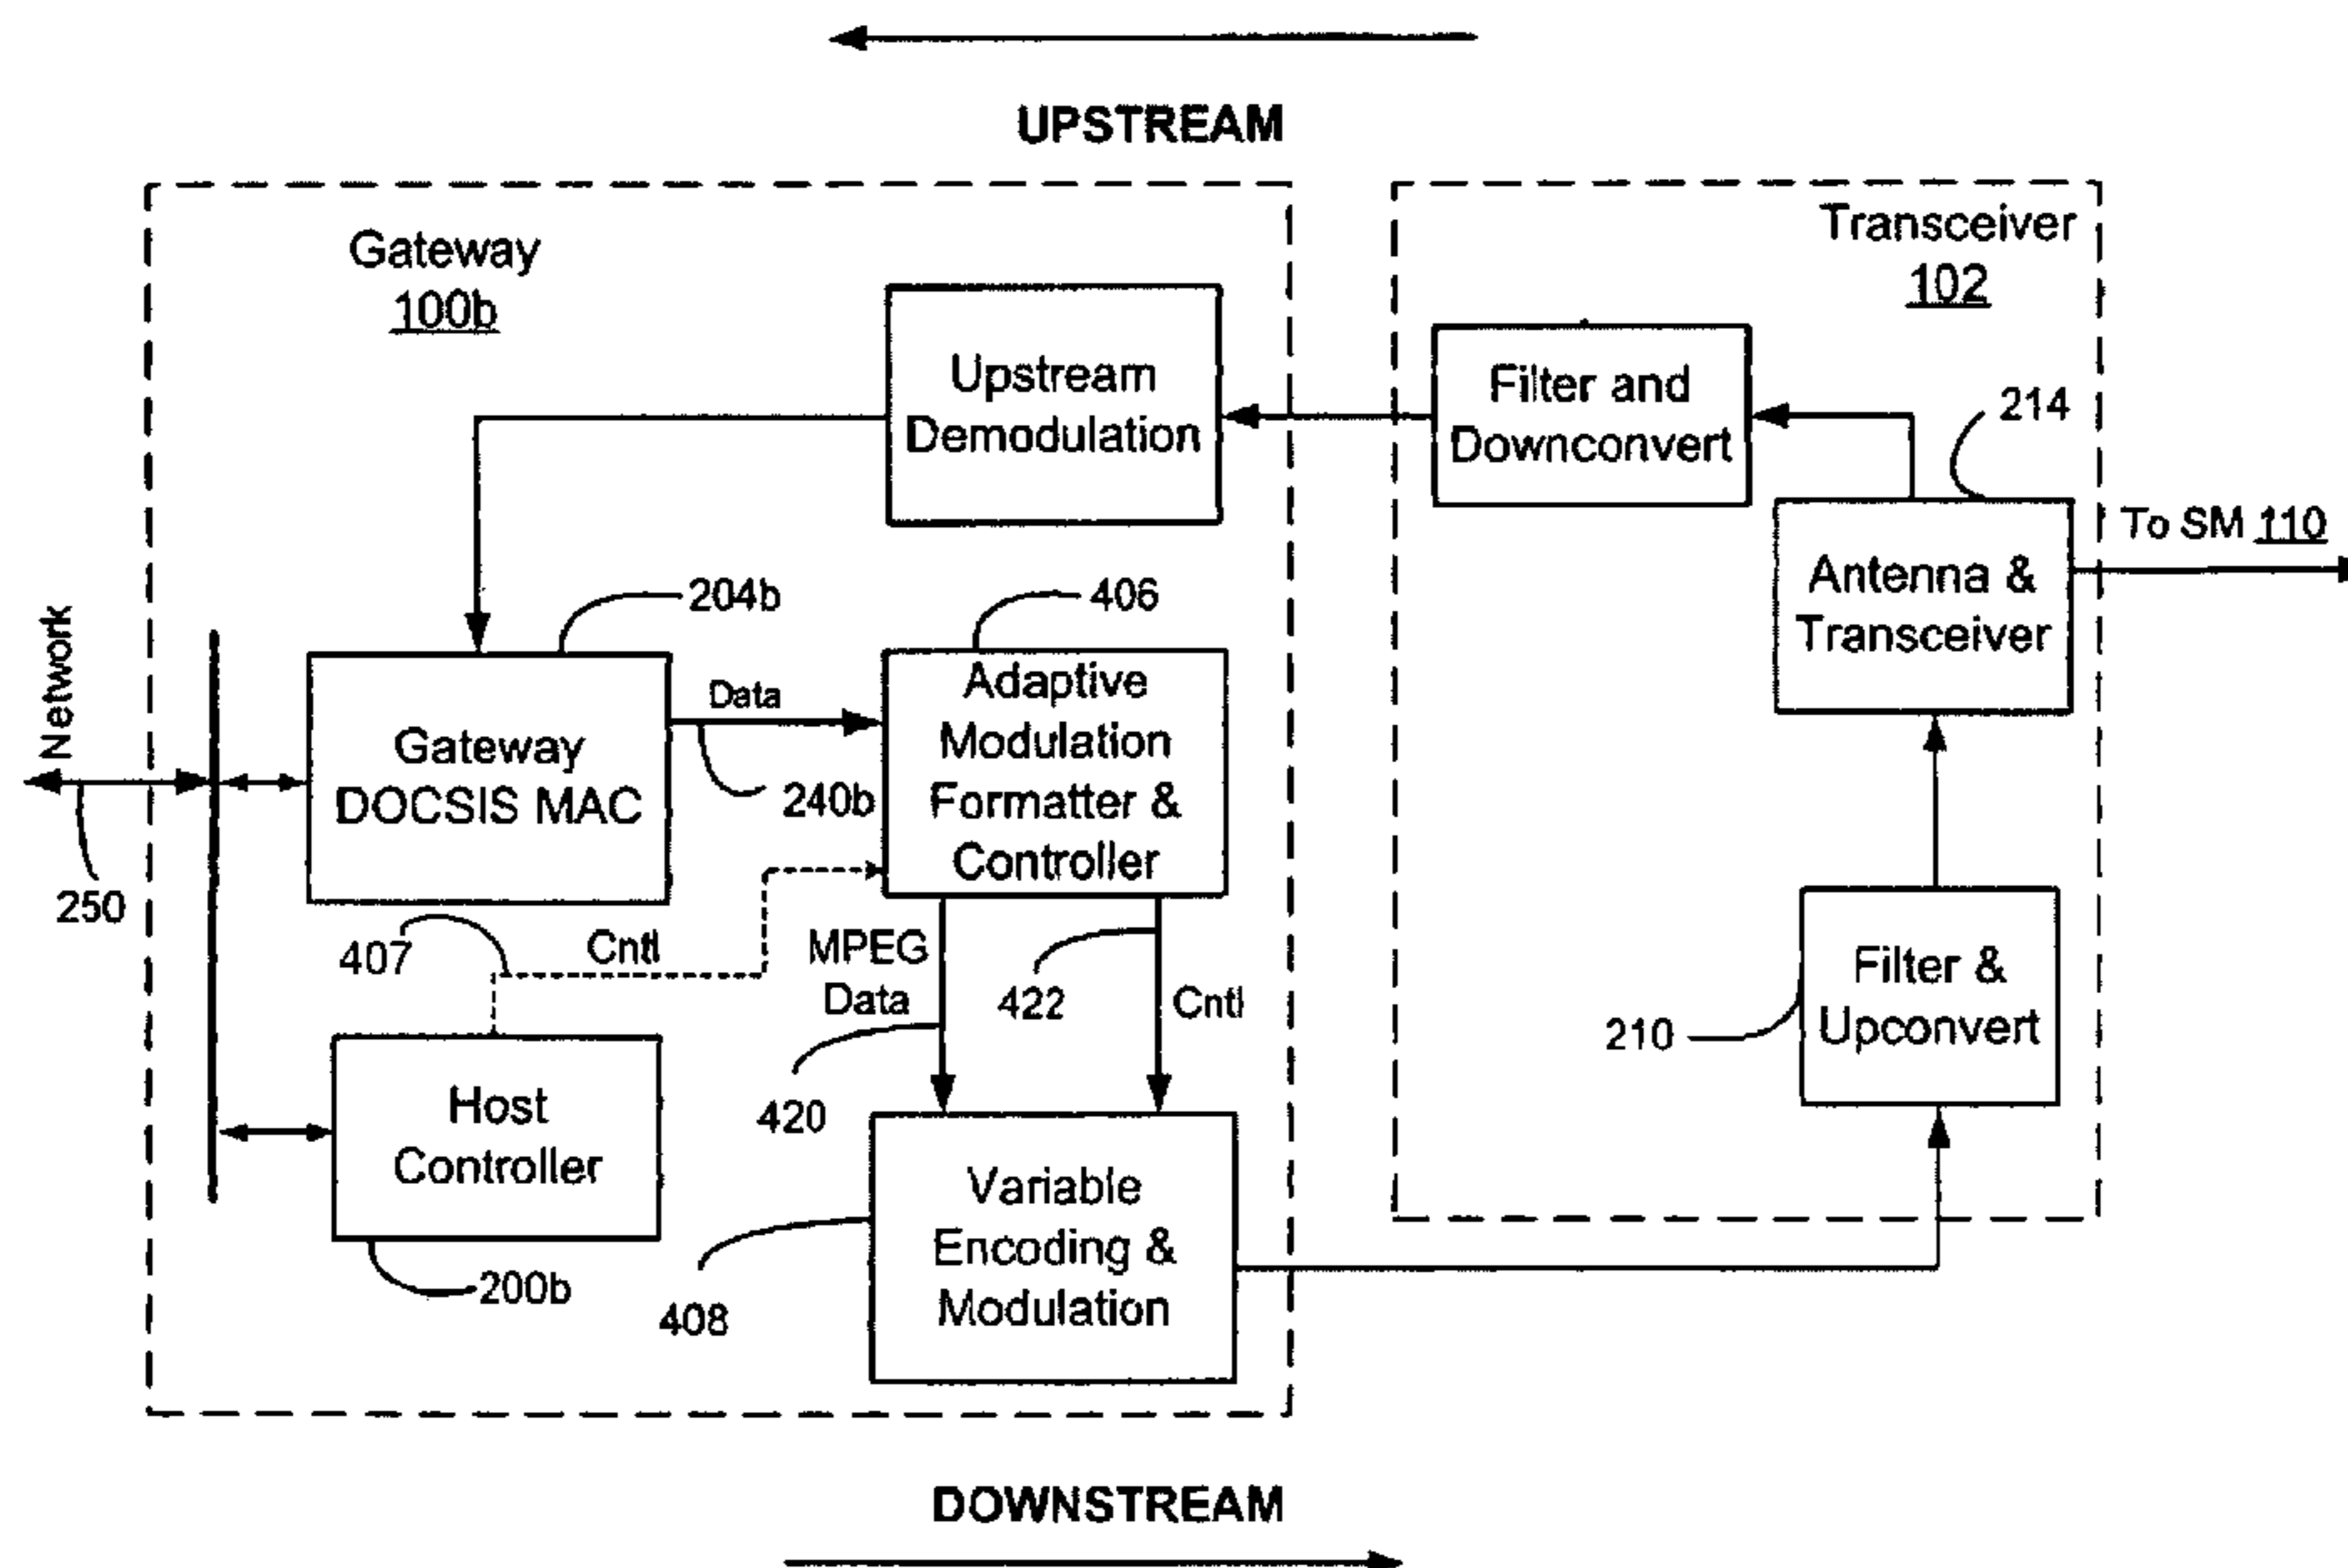 UPSTREAM
Gateway
100b
Transceiver
102
Upstream
Demodulation
Filter and
Downconvert
214
To SM 110
Antenna &
Transceiver
Network
250
204b
406
Gateway
DOCSIS MAC
Data
240b
Adaptive
Modulation
Formatter &
Controller
407
Cntl
MPEG
Data
420
422
Cntl
Filter &
Upconvert
210
Host
Controller
200b
Variable
Encoding &
Modulation
408
DOWNSTREAM